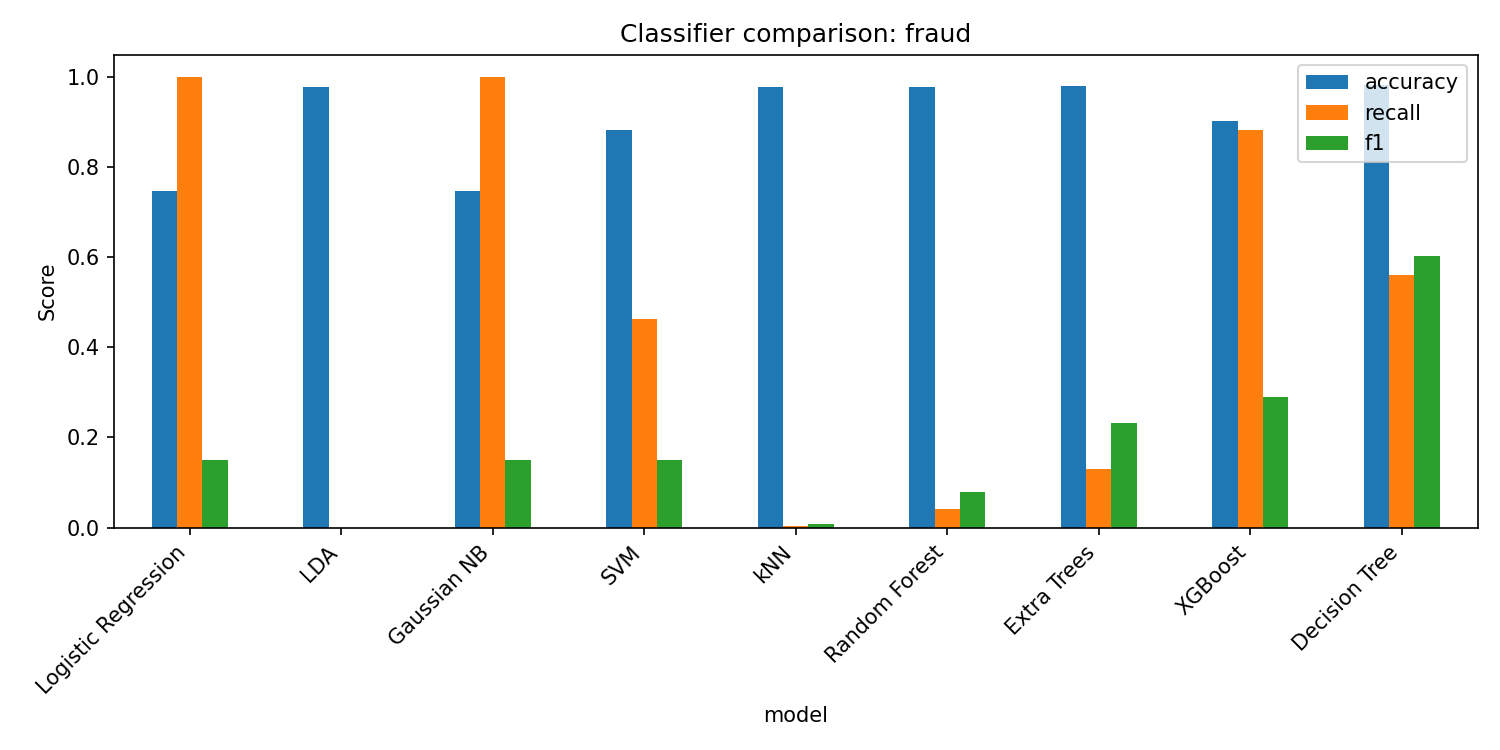 Classifier comparison: fraud
accuracy
recall
f1
1.0
0.8
0.6
0.4
0.2
0.0
Score
Logistic Regression
LDA
Gaussian NB
SVM
kNN
Random Forest
Extra Trees
XGBoost
Decision Tree
model